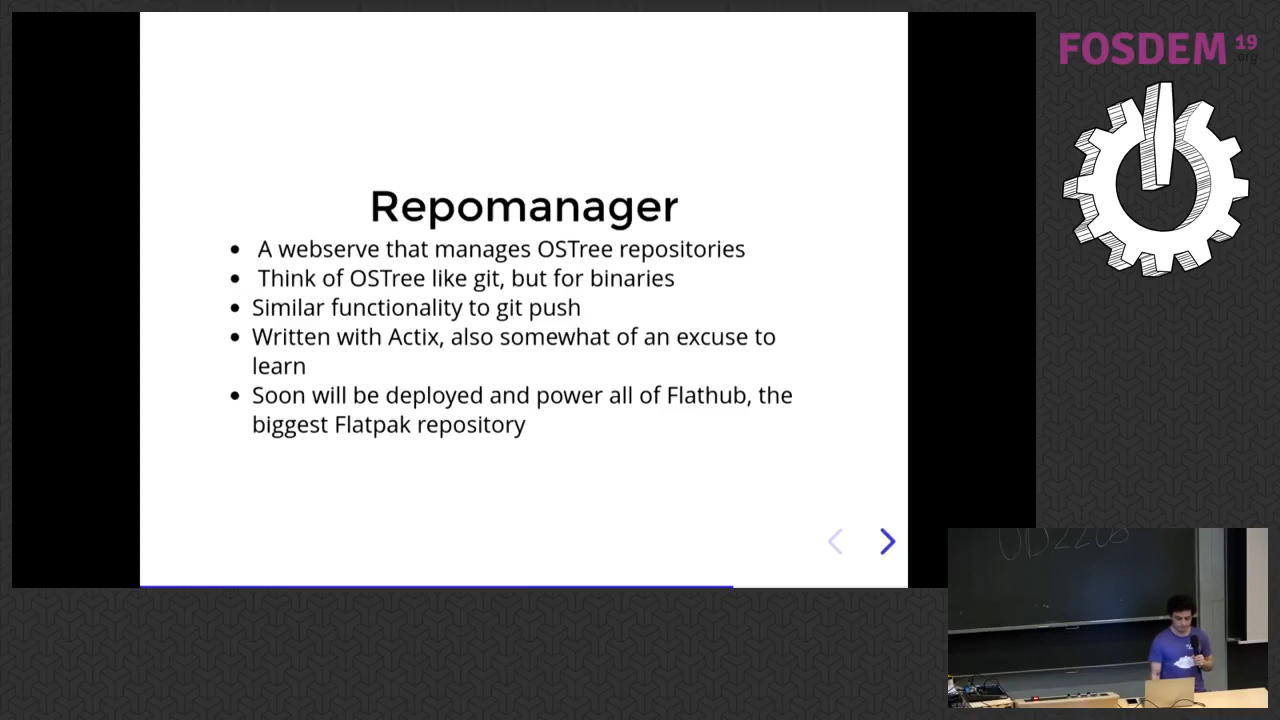 FOSDEM 19
.org
Repomanager
A webserve that manages OSTree repositories
Think of OSTree like git, but for binaries
Similar functionality to git push
Written with Actix, also somewhat of an excuse to
learn
Soon will be deployed and power all of Flathub, the
biggest Flatpak repository